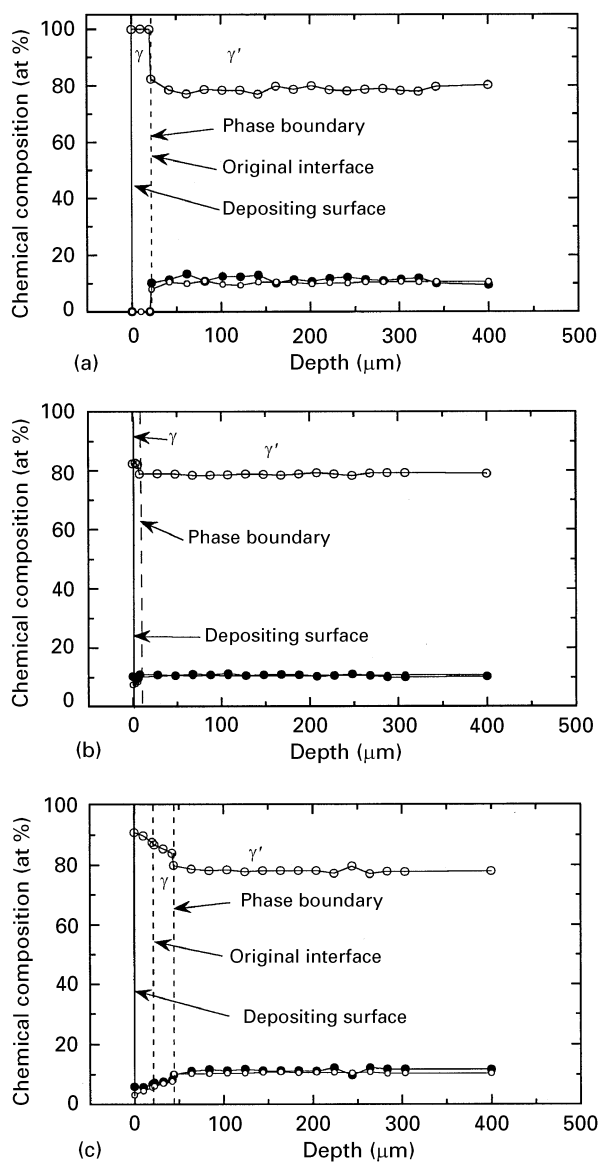 Chemical composition (at %)
100
80
60
40
20
0
γ
γ′
Phase boundary
Original interface
Depositing surface
0 100 200 300 400 500
(a)
Depth (μm)
Chemical composition (at %)
100
80
60
40
20
0
γ
γ′
Phase boundary
Depositing surface
0 100 200 300 400 500
(b)
Depth (μm)
Chemical composition (at %)
100
80
60
40
20
0
γ′
γ
Phase boundary
Original interface
Depositing surface
0 100 200 300 400 500
(c)
Depth (μm)